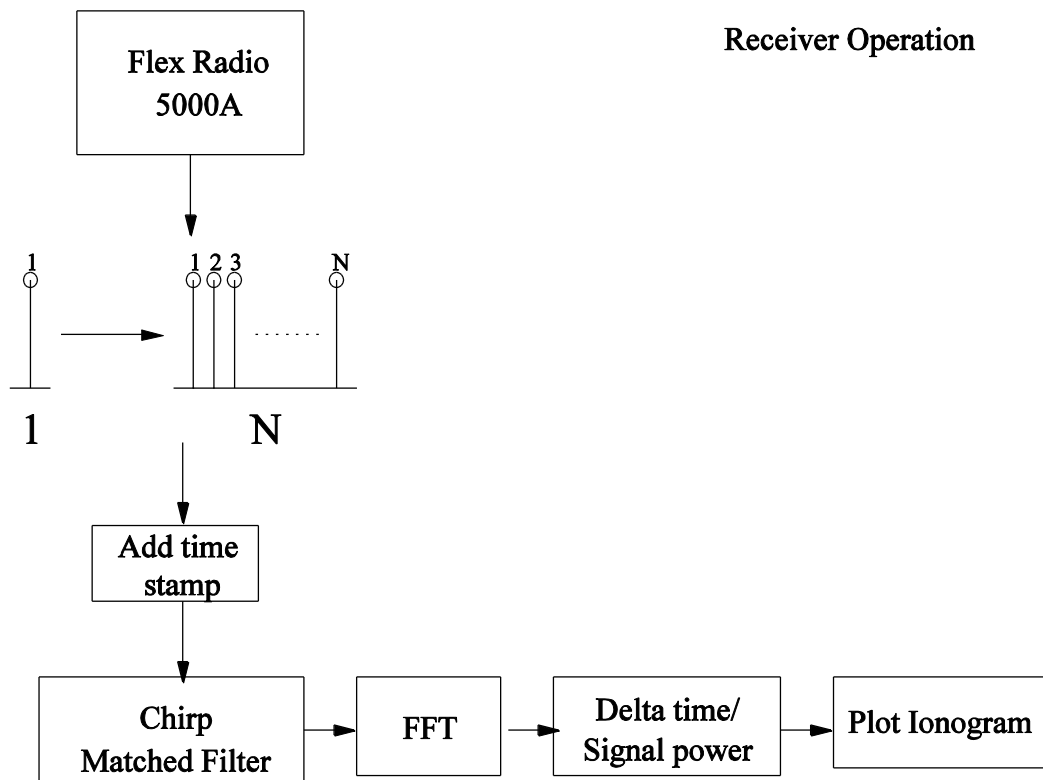 Receiver Operation
Flex Radio
5000A
1
1 2 3 N
1
N
Add time
stamp
Chirp
Matched Filter
FFT
Delta time/
Signal power
Plot Ionogram